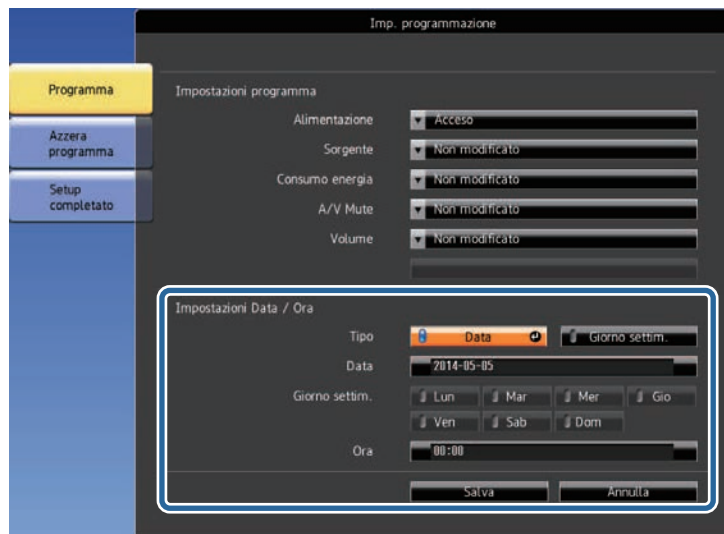 Imp. programmazione
Programma
Azzera
programma
Setup
completato
Impostazioni programma
Alimentazione Acceso
Sorgente Non modificato
Consumo energia Non modificato
A/V Mute Non modificato
Volume Non modificato
Impostazioni Data / Ora
Tipo Data Giorno settim.
Data 2014-05-05
Giorno settim. Lun Mar Mer Gio
Ven Sab Dom
Ora 00:00
Salva Annulla